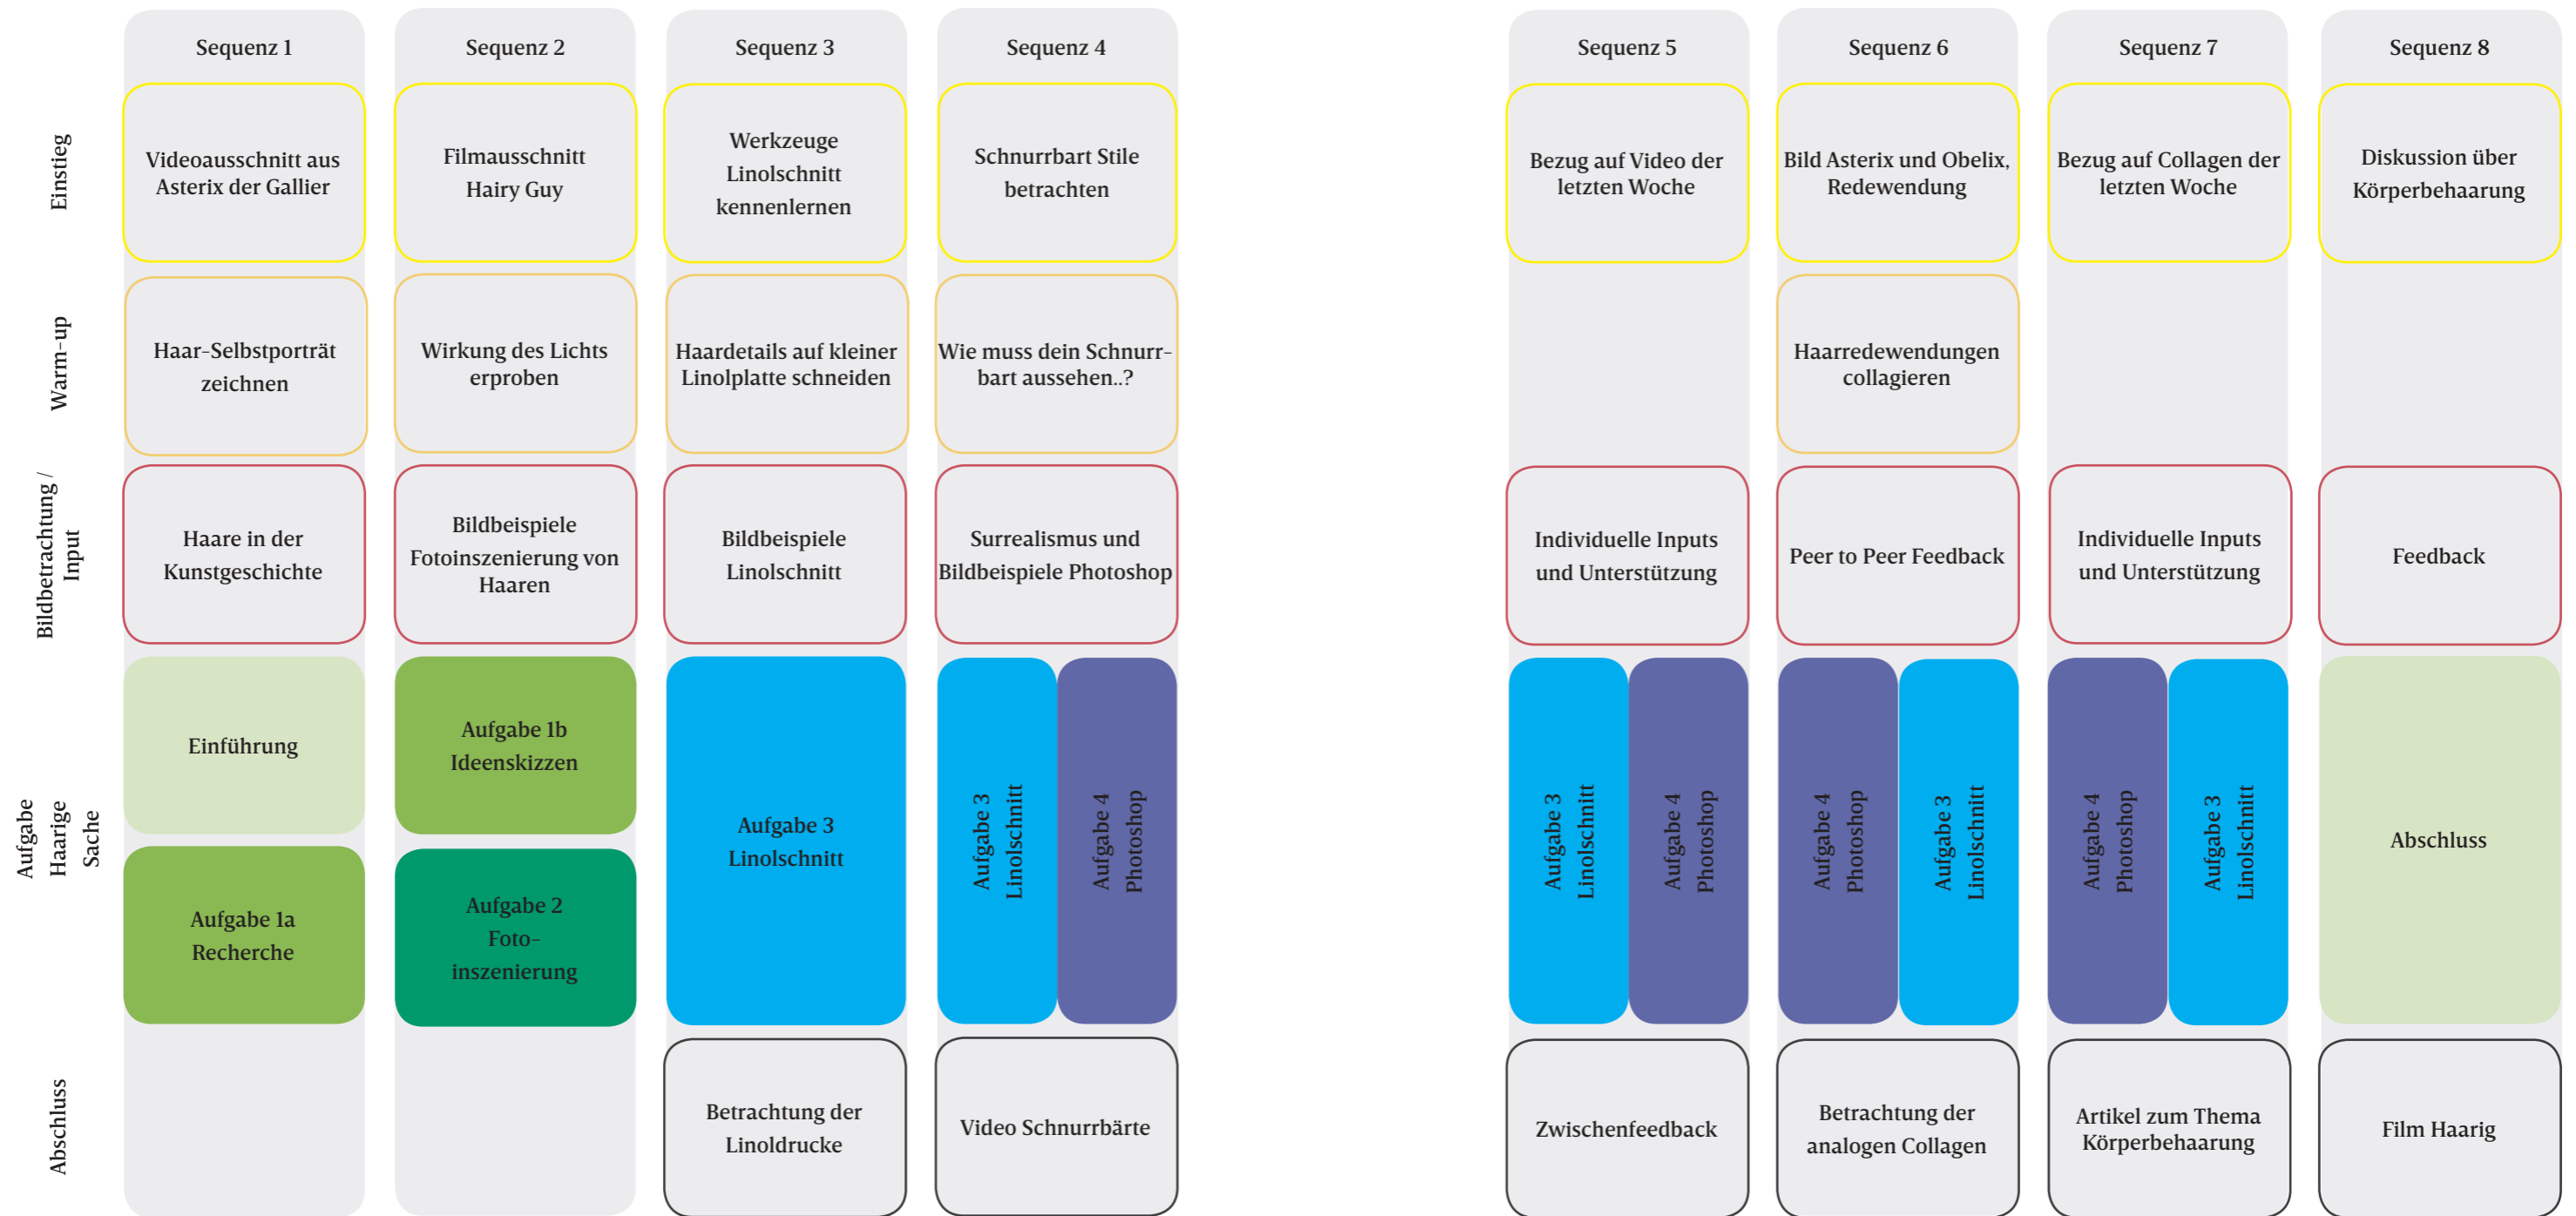 Sequenz 1
Sequenz 2
Sequenz 3
Sequenz 4
Sequenz 5
Sequenz 6
Sequenz 7
Sequenz 8
Einstieg
Videoausschnitt aus
Asterix der Gallier
Filmausschnitt
Hairy Guy
Werkzeuge
Linolschnitt
kennenlernen
Schnurrbart Stile
betrachten
Bezug auf Video der
letzten Woche
Bild Asterix und Obelix,
Redewendung
Bezug auf Collagen der
letzten Woche
Diskussion über
Körperbehaarung
Warm-up
Haar-Selbstporträt
zeichnen
Wirkung des Lichts
erproben
Haardetails auf kleiner
Linolplatte schneiden
Wie muss dein Schnurr-
bart aussehen..?
Haarredewendungen
collagieren
Bildbetrachtung /
Input
Haare in der
Kunstgeschichte
Bildbeispiele
Fotoinszenierung von
Haaren
Bildbeispiele
Linolschnitt
Surrealismus und
Bildbeispiele Photoshop
Individuelle Inputs
und Unterstützung
Peer to Peer Feedback
Individuelle Inputs
und Unterstützung
Feedback
Aufgabe
Haarige
Sache
Einführung
Aufgabe 1a
Recherche
Aufgabe 1b
Ideenskizzen
Aufgabe 2
Foto-
inszenierung
Aufgabe 3
Linolschnitt
Aufgabe 3
Linolschnitt
Aufgabe 4
Photoshop
Aufgabe 3
Linolschnitt
Aufgabe 4
Photoshop
Aufgabe 4
Photoshop
Aufgabe 3
Linolschnitt
Aufgabe 4
Photoshop
Aufgabe 3
Linolschnitt
Abschluss
Abschluss
Betrachtung der
Linoldrucke
Video Schnurrbärte
Zwischenfeedback
Betrachtung der
analogen Collagen
Artikel zum Thema
Körperbehaarung
Film Haarig